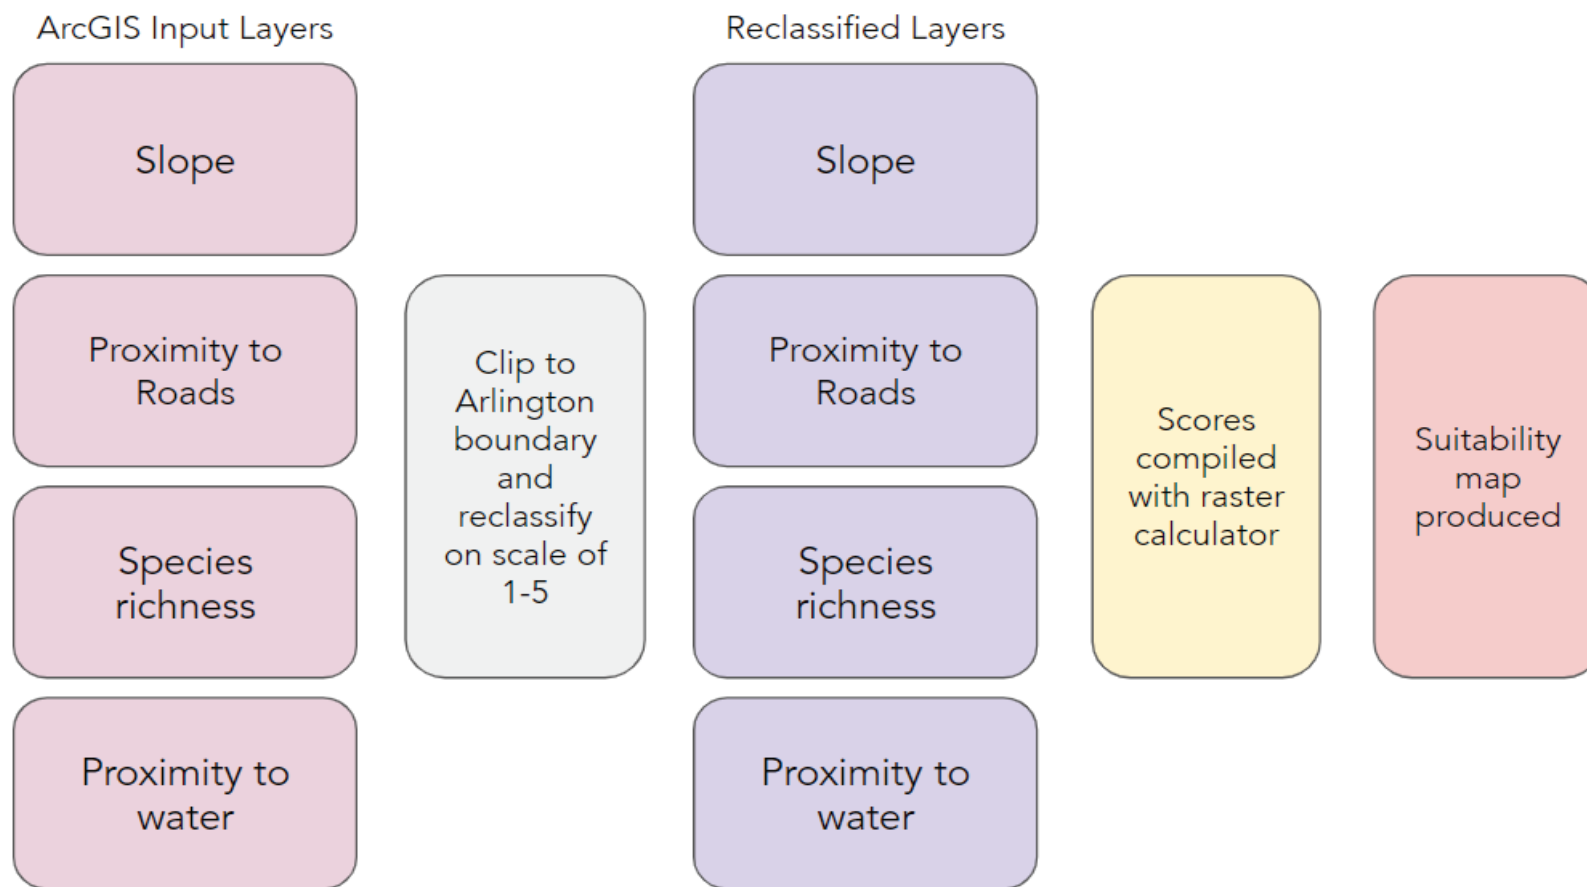 ArcGIS Input Layers
Slope
Proximity to
Roads
Species
richness
Proximity to
water
Clip to
Arlington
boundary
and
reclassify
on scale of
1-5
Reclassified Layers
Slope
Proximity to
Roads
Species
richness
Proximity to
water
Scores
compiled
with raster
calculator
Suitability
map
produced